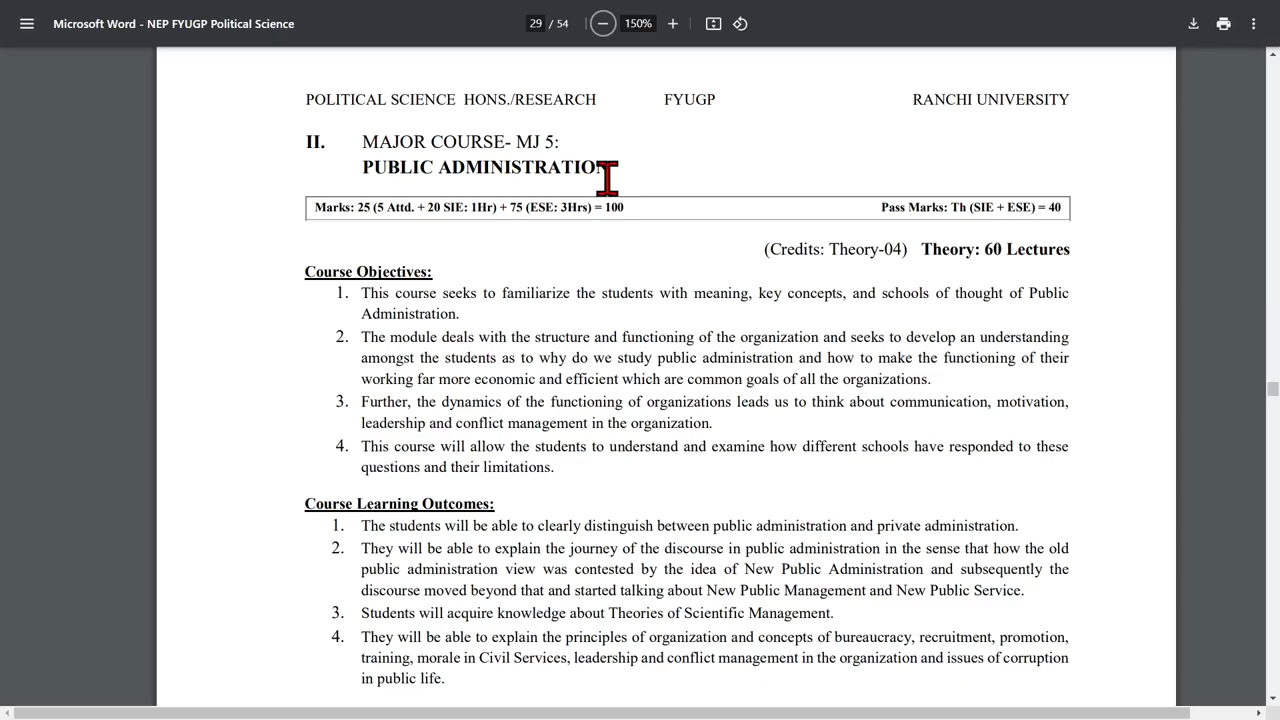 Microsoft Word - NEP FYUGP Political Science
29 / 54
150%
POLITICAL SCIENCE HONS./RESEARCH FYUGP RANCHI UNIVERSITY
II. MAJOR COURSE- MJ 5:
PUBLIC ADMINISTRATION
Marks: 25 (5 Attd. + 20 SIE: 1Hr) + 75 (ESE: 3Hrs) = 100 Pass Marks: Th (SIE + ESE) = 40
(Credits: Theory-04) Theory: 60 Lectures
Course Objectives:
1. This course seeks to familiarize the students with meaning, key concepts, and schools of thought of Public
Administration.
2. The module deals with the structure and functioning of the organization and seeks to develop an understanding
amongst the students as to why do we study public administration and how to make the functioning of their
working far more economic and efficient which are common goals of all the organizations.
3. Further, the dynamics of the functioning of organizations leads us to think about communication, motivation,
leadership and conflict management in the organization.
4. This course will allow the students to understand and examine how different schools have responded to these
questions and their limitations.
Course Learning Outcomes:
1. The students will be able to clearly distinguish between public administration and private administration.
2. They will be able to explain the journey of the discourse in public administration in the sense that how the old
public administration view was contested by the idea of New Public Administration and subsequently the
discourse moved beyond that and started talking about New Public Management and New Public Service.
3. Students will acquire knowledge about Theories of Scientific Management.
4. They will be able to explain the principles of organization and concepts of bureaucracy, recruitment, promotion,
training, morale in Civil Services, leadership and conflict management in the organization and issues of corruption
in public life.